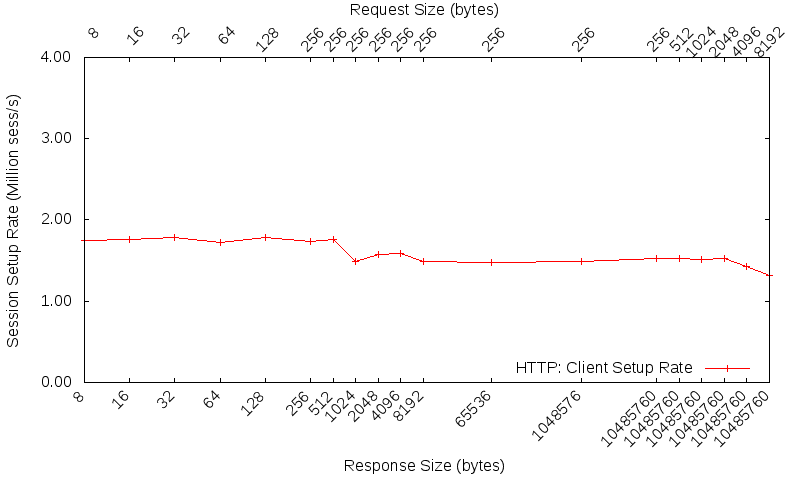 Request Size (bytes)
8 16 32 64 128 256 256 256 256 256 256 256 256 256 512 1024 2048 4096 8192
4.00
3.00
2.00
1.00
0.00
Session Setup Rate (Million sess/s)
HTTP: Client Setup Rate
8 16 32 64 128 256 512 1024 2048 4096 8192 65536 1048576 10485760 10485760 10485760 10485760 10485760 10485760
Response Size (bytes)